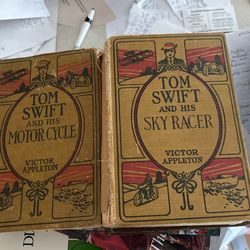 TOM
SWIFT
AND HIS
MOTOR CYCLE
VICTOR
APPLETON
TOM
SWIFT
AND HIS
SKY RACER
VICTOR
APPLETON